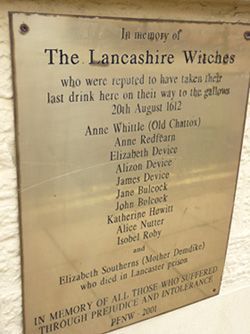 In memory of
The Lancashire Witches
who were reputed to have taken their
last drink here on their way to the gallows
20th August 1612
Anne Whittle (Old Chattox)
Anne Redfearn
Elizabeth Device
Alizon Device
James Device
Jane Bulcock
John Bulcock
Katherine Hewitt
Alice Nutter
Isobel Roby
and
Elizabeth Southerns (Mother Demdike)
who died in Lancaster prison
IN MEMORY OF ALL THOSE WHO SUFFERED
THROUGH PREJUDICE AND INTOLERANCE
PFNW - 2001